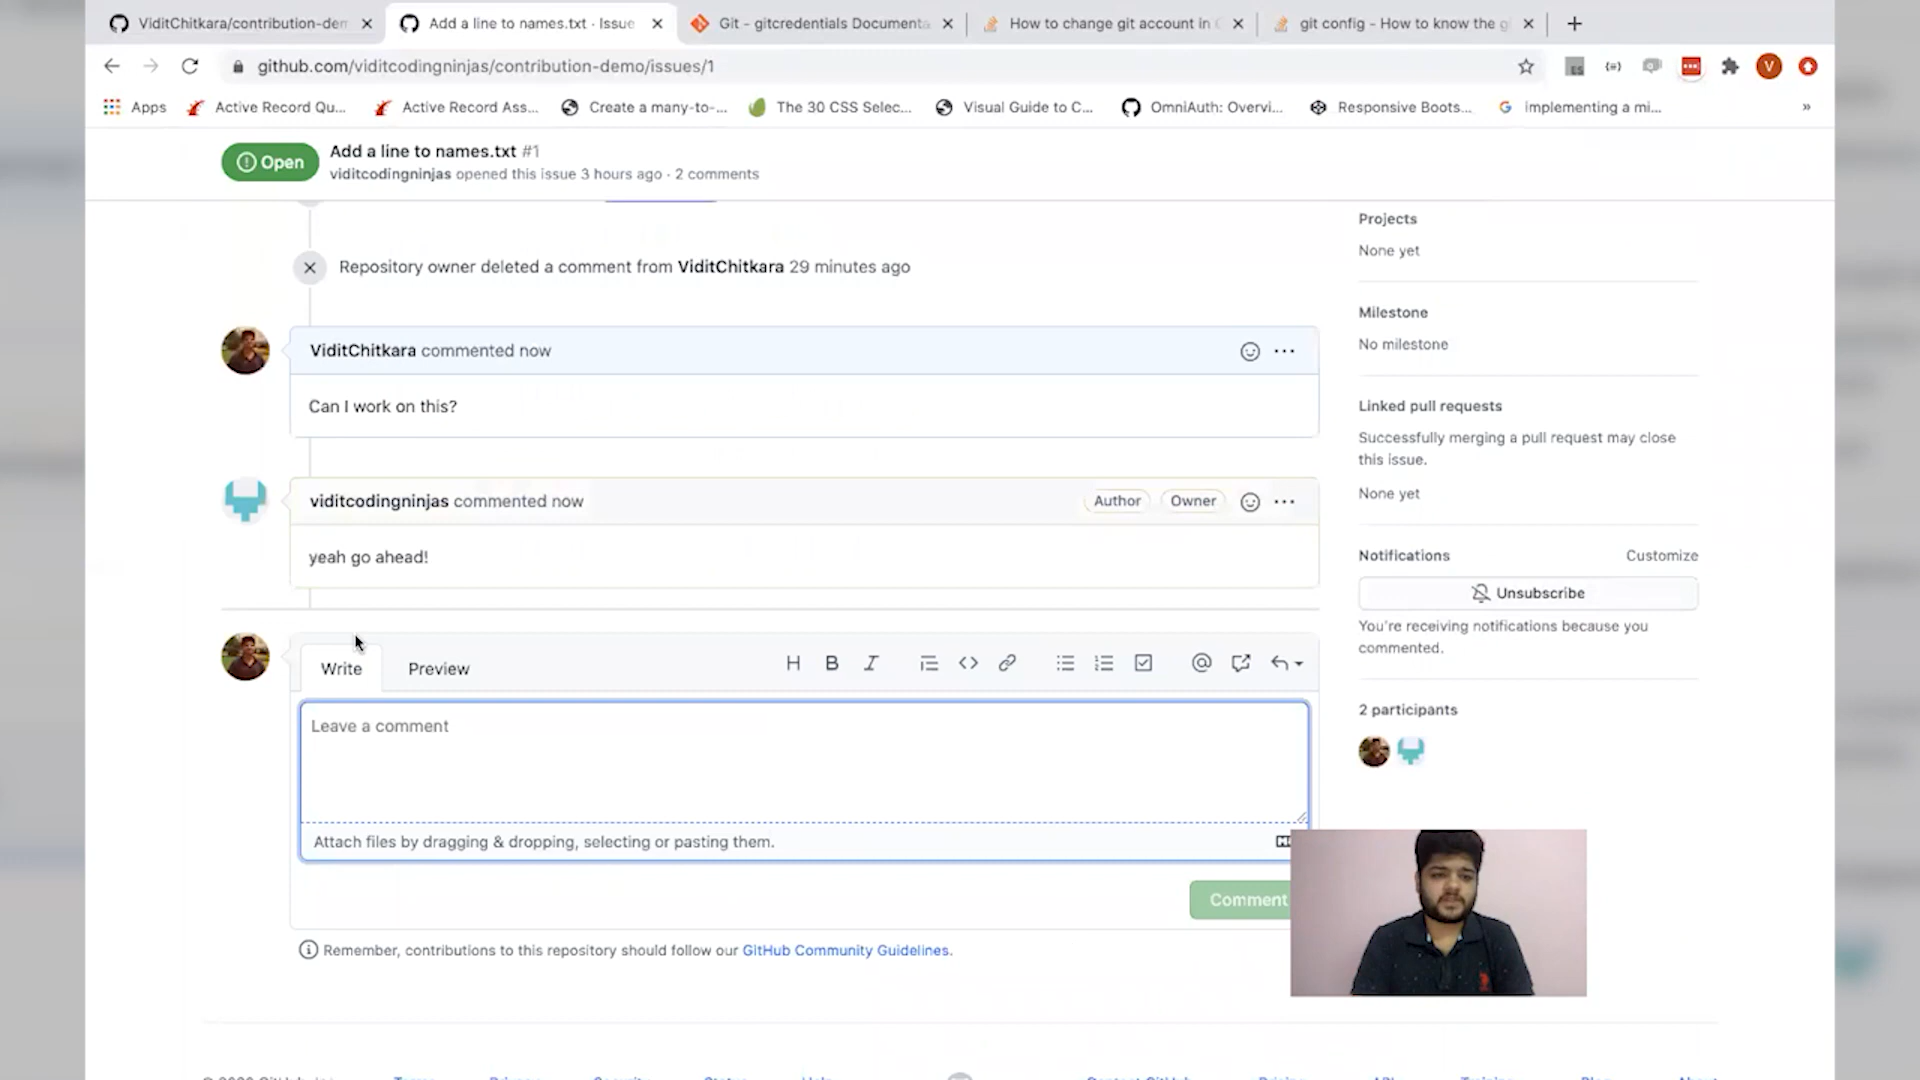 ViditChitkara/contribution-dem
Add a line to names.txt · Issue
Git - gitcredentials Documenta
How to change git account in
git config - How to know the g
github.com/viditcodingninjas/contribution-demo/issues/1
V
Apps
Active Record Qu...
Active Record Ass...
Create a many-to-...
The 30 CSS Selec...
Visual Guide to C...
OmniAuth: Overvi...
Responsive Boots...
implementing a mi...
»
Open
Add a line to names.txt #1
viditcodingninjas opened this issue 3 hours ago · 2 comments
Repository owner deleted a comment from ViditChitkara 29 minutes ago
ViditChitkara commented now
Can I work on this?
viditcodingninjas commented now
Author
Owner
yeah go ahead!
Write
Preview
H B I
Leave a comment
Attach files by dragging & dropping, selecting or pasting them.
Comment
Remember, contributions to this repository should follow our GitHub Community Guidelines.
Projects
None yet
Milestone
No milestone
Linked pull requests
Successfully merging a pull request may close
this issue.
None yet
Notifications
Customize
Unsubscribe
You're receiving notifications because you
commented.
2 participants